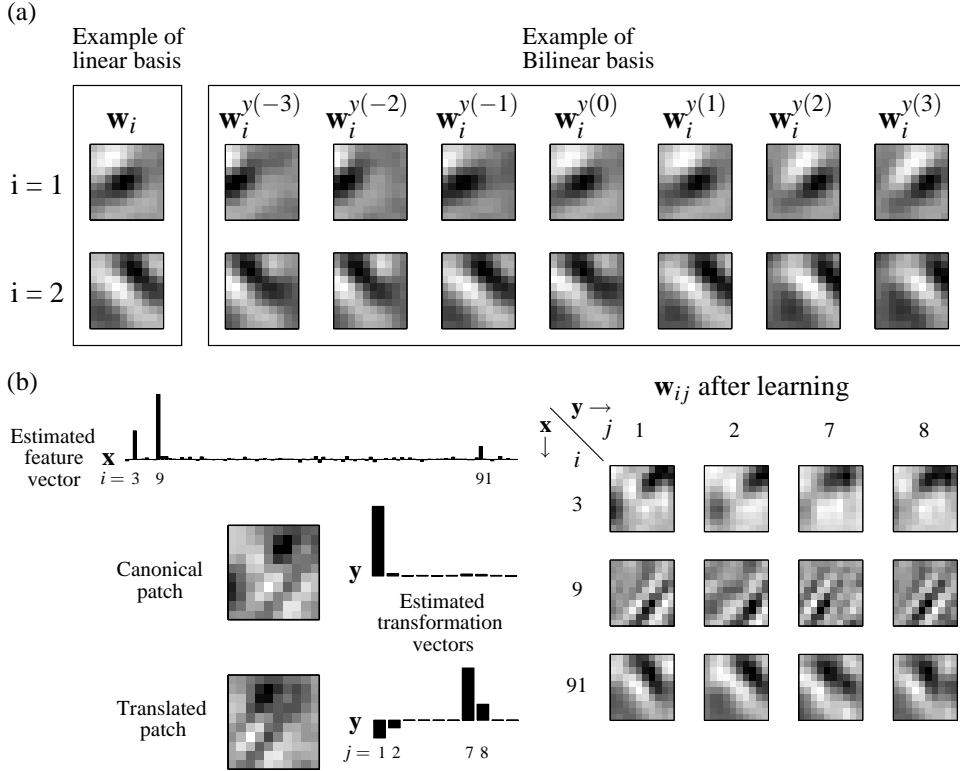 (a)
Example of
linear basis
Example of
Bilinear basis
w_i w_i^{y(−3)} w_i^{y(−2)} w_i^{y(−1)} w_i^{y(0)} w_i^{y(1)} w_i^{y(2)} w_i^{y(3)}
i = 1
i = 2
(b)
Estimated
feature
vector
x
i = 3 9 91
Canonical
patch
y
Estimated
transformation
vectors
Translated
patch
y
j = 1 2 7 8
w_{ij} after learning
y →
x
↓
j 1 2 7 8
i
3
9
91